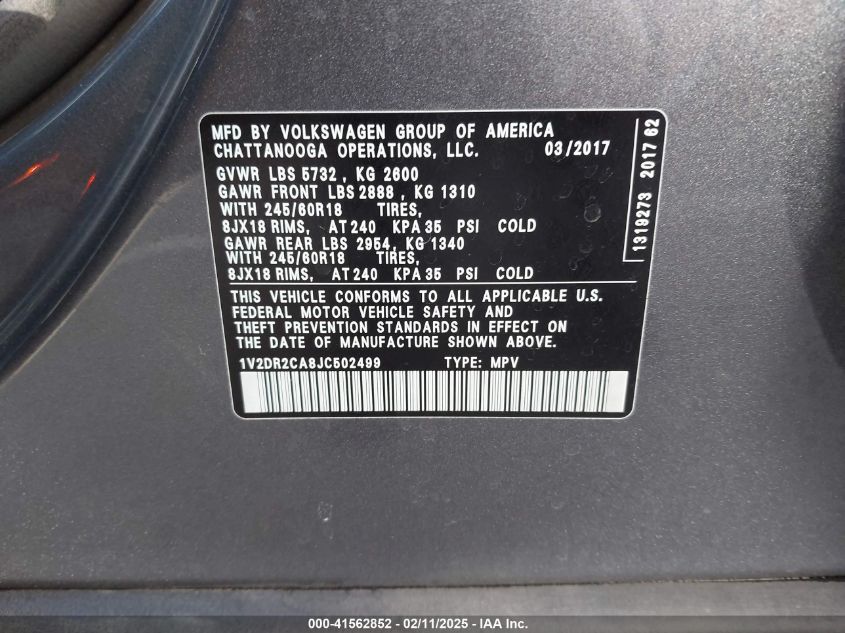 MFD BY VOLKSWAGEN GROUP OF AMERICA
CHATTANOOGA OPERATIONS, LLC. 03/2017
GVWR LBS 5732 , KG 2600
GAWR FRONT LBS 2888 , KG 1310
WITH 245/60R18 TIRES,
8JX18 RIMS, AT 240 KPA 35 PSI COLD
GAWR REAR LBS 2954, KG 1340
WITH 245/60R18 TIRES,
8JX18 RIMS, AT 240 KPA 35 PSI COLD
THIS VEHICLE CONFORMS TO ALL APPLICABLE U.S.
FEDERAL MOTOR VEHICLE SAFETY AND
THEFT PREVENTION STANDARDS IN EFFECT ON
THE DATE OF MANUFACTURE SHOWN ABOVE.
1V2DR2CA8JC502499 TYPE: MPV
1319273 2017 62
000-41562852 — 02/11/2025 — IAA Inc.